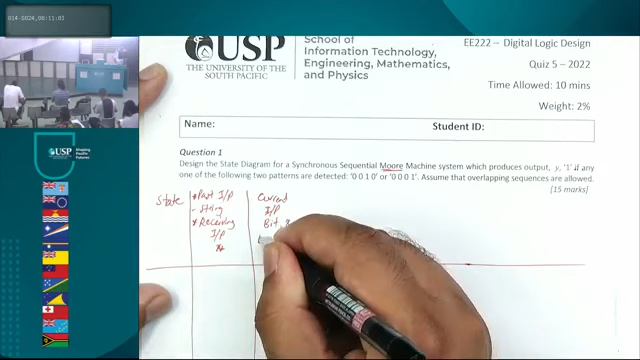 014-S024, 08:11:03
USP
THE UNIVERSITY OF THE
SOUTH PACIFIC
School of
Information Technology,
Engineering, Mathematics,
and Physics
EE222 – Digital Logic Design
Quiz 5 – 2022
Time Allowed: 10 mins
Weight: 2%
Name:
Student ID:
Question 1
Design the State Diagram for a Synchronous Sequential Moore Machine system which produces output, y, '1' if any
one of the following two patterns are detected: '0 0 1 0' or '0 0 0 1'. Assume that overlapping sequences are allowed.
[15 marks]
State
* Past I/P
- String
* Receiving
I/P
Current
I/P
Bit,
USP
Shaping
Pacific
Futures